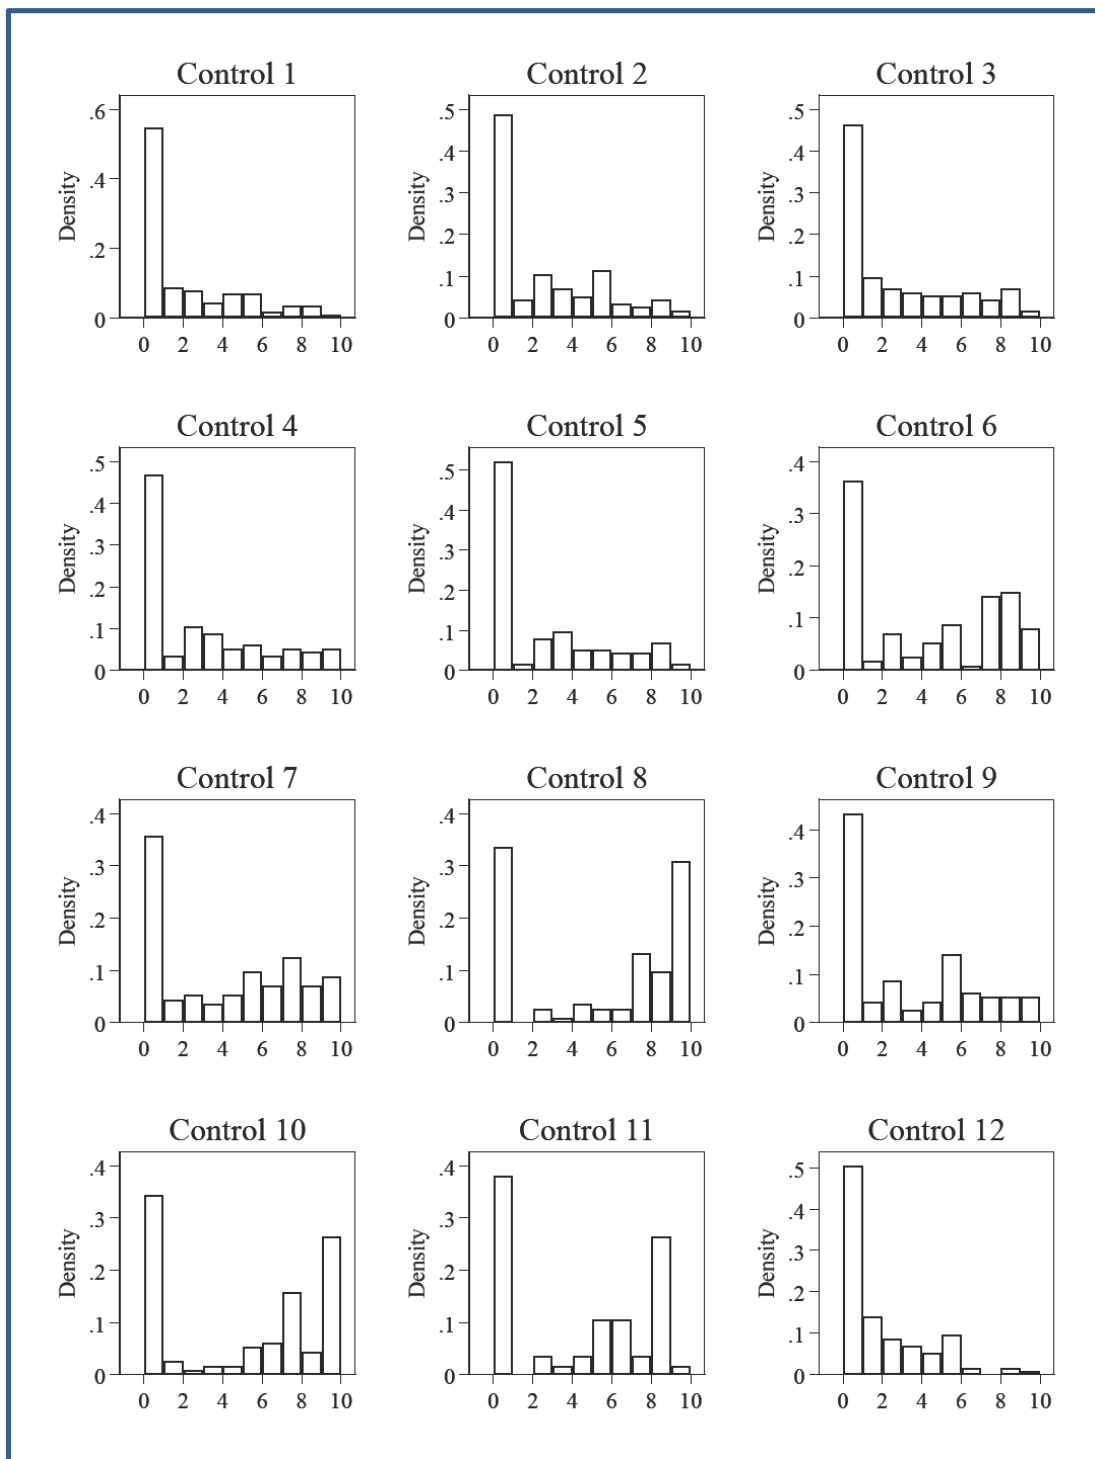 Control 1 Control 2 Control 3
.6 .5 .5
.4 .4
.4 .3 .3
.2 .2
.2 .1 .1
0 0 0
Density Density Density
0 2 4 6 8 10 0 2 4 6 8 10 0 2 4 6 8 10
Control 4 Control 5 Control 6
.5 .5 .4
.4 .4 .3
.3 .3
.2 .2 .2
.1 .1 .1
0 0 0
Density Density Density
0 2 4 6 8 10 0 2 4 6 8 10 0 2 4 6 8 10
Control 7 Control 8 Control 9
.4 .4 .4
.3 .3 .3
.2 .2 .2
.1 .1 .1
0 0 0
Density Density Density
0 2 4 6 8 10 0 2 4 6 8 10 0 2 4 6 8 10
Control 10 Control 11 Control 12
.4 .4 .5
.4
.3 .3 .3
.2 .2 .2
.1 .1 .1
0 0 0
Density Density Density
0 2 4 6 8 10 0 2 4 6 8 10 0 2 4 6 8 10